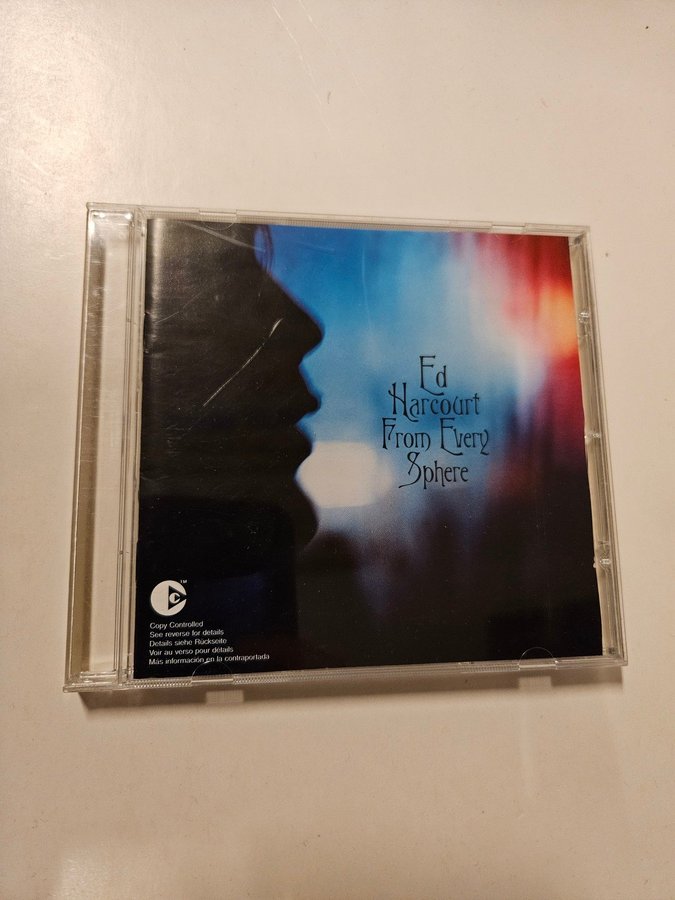 Ed
Harcourt
From Every
Sphere
™
Copy Controlled
See reverse for details
Details siehe Rückseite
Voir au verso pour détails
Más información en la contraportada